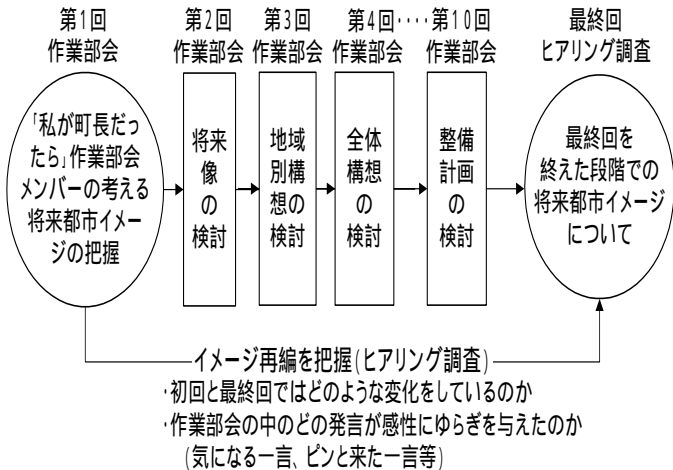 第1回
作業部会
第2回
作業部会
第3回
作業部会
第4回‥‥第10回
作業部会
作業部会
最終回
ヒアリング調査
「私が町長だっ
たら」作業部会
メンバーの考える
将来都市イメー
ジの把握
将来
像
の
検討
地域
別構
想の
検討
全体
構想
の
検討
整備
計画
の
検討
最終回を
終えた段階での
将来都市イメージ
について
イメージ再編を把握(ヒアリング調査)
・初回と最終回ではどのような変化をしているのか
・作業部会の中のどの発言が感性にゆらぎを与えたのか
(気になる一言、ピンと来た一言等)